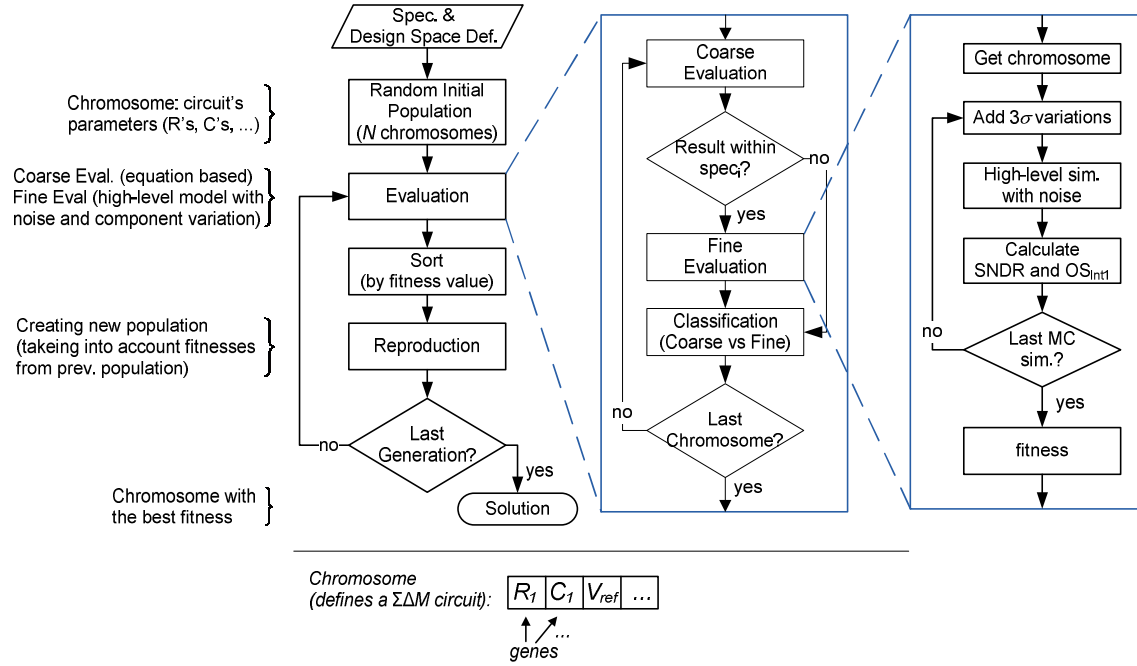 Spec. &
Design Space Def.
Random Initial
Population
(N chromosomes)
Evaluation
Sort
(by fitness value)
Reproduction
Last
Generation?
no
yes
Solution
Chromosome: circuit's
parameters (R's, C's, ...)
Coarse Eval. (equation based)
Fine Eval (high-level model with
noise and component variation)
Creating new population
(takeing into account fitnesses
from prev. population)
Chromosome with
the best fitness
Coarse
Evaluation
Result within
speci?
no
yes
Fine
Evaluation
Classification
(Coarse vs Fine)
no
Last
Chromosome?
yes
Get chromosome
Add 3σ variations
High-level sim.
with noise
Calculate
SNDR and OSInt1
no
Last MC
sim.?
yes
fitness
Chromosome
(defines a ΣΔM circuit):
R1 C1 Vref ...
...
genes